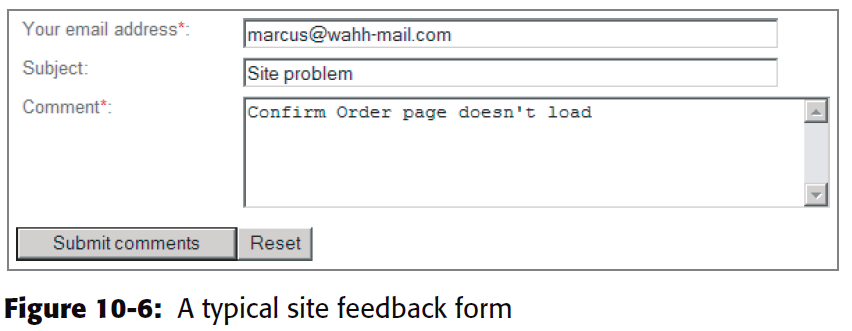 Your email address*: marcus@wahh-mail.com
Subject: Site problem
Comment*: Confirm Order page doesn't load
Submit comments Reset
Figure 10-6: A typical site feedback form